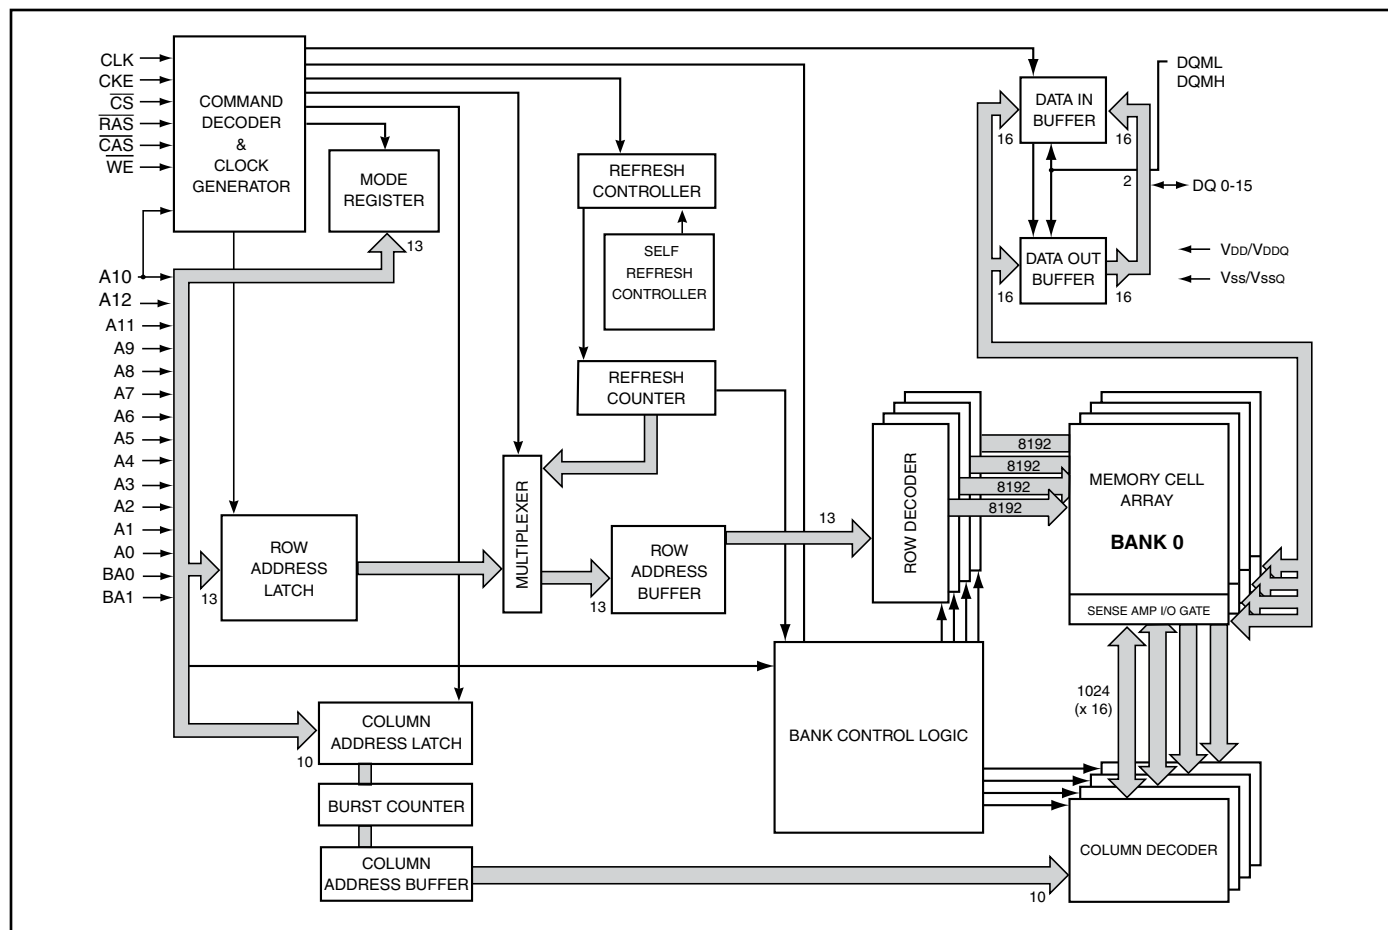 CLK
CKE
CS
RAS
CAS
WE
A10
A12
A11
A9
A8
A7
A6
A5
A4
A3
A2
A1
A0
BA0
BA1
COMMAND
DECODER
&
CLOCK
GENERATOR
MODE
REGISTER
13
REFRESH
CONTROLLER
SELF
REFRESH
CONTROLLER
REFRESH
COUNTER
DATA IN
BUFFER
16
16
DQML
DQMH
2
DQ 0-15
DATA OUT
BUFFER
16
16
VDD/VDDQ
Vss/VssQ
13
ROW
ADDRESS
LATCH
MULTIPLEXER
13
ROW
ADDRESS
BUFFER
13
ROW DECODER
8192
8192
8192
8192
MEMORY CELL
ARRAY
BANK 0
SENSE AMP I/O GATE
1024
(x 16)
BANK CONTROL LOGIC
10
COLUMN
ADDRESS LATCH
BURST COUNTER
COLUMN
ADDRESS BUFFER
10
COLUMN DECODER